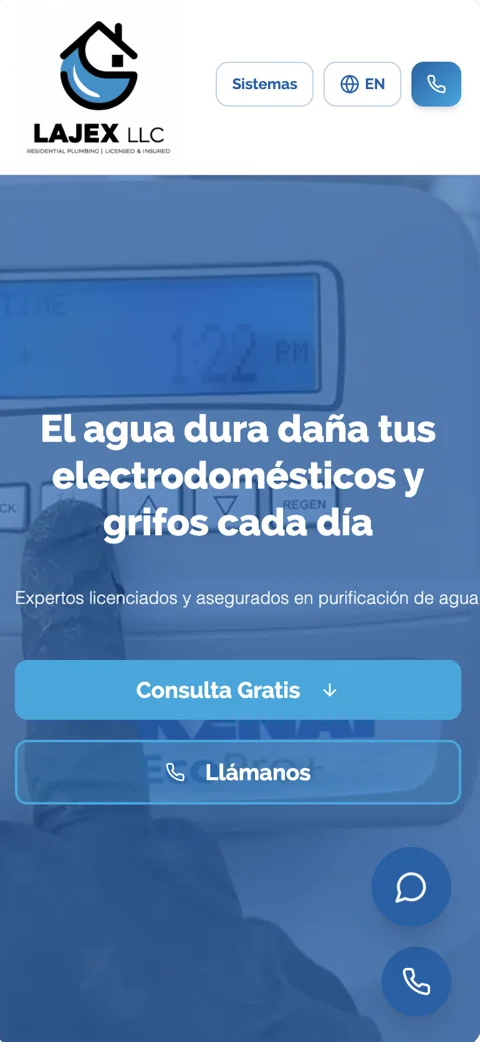 LAJEX LLC
RESIDENTIAL PLUMBING | LICENSED & INSURED
Sistemas
EN
TIME
1:22 PM
El agua dura daña tus
electrodomésticos y
grifos cada día
CK
REGEN
Expertos licenciados y asegurados en purificación de agua
Consulta Gratis
Llámanos